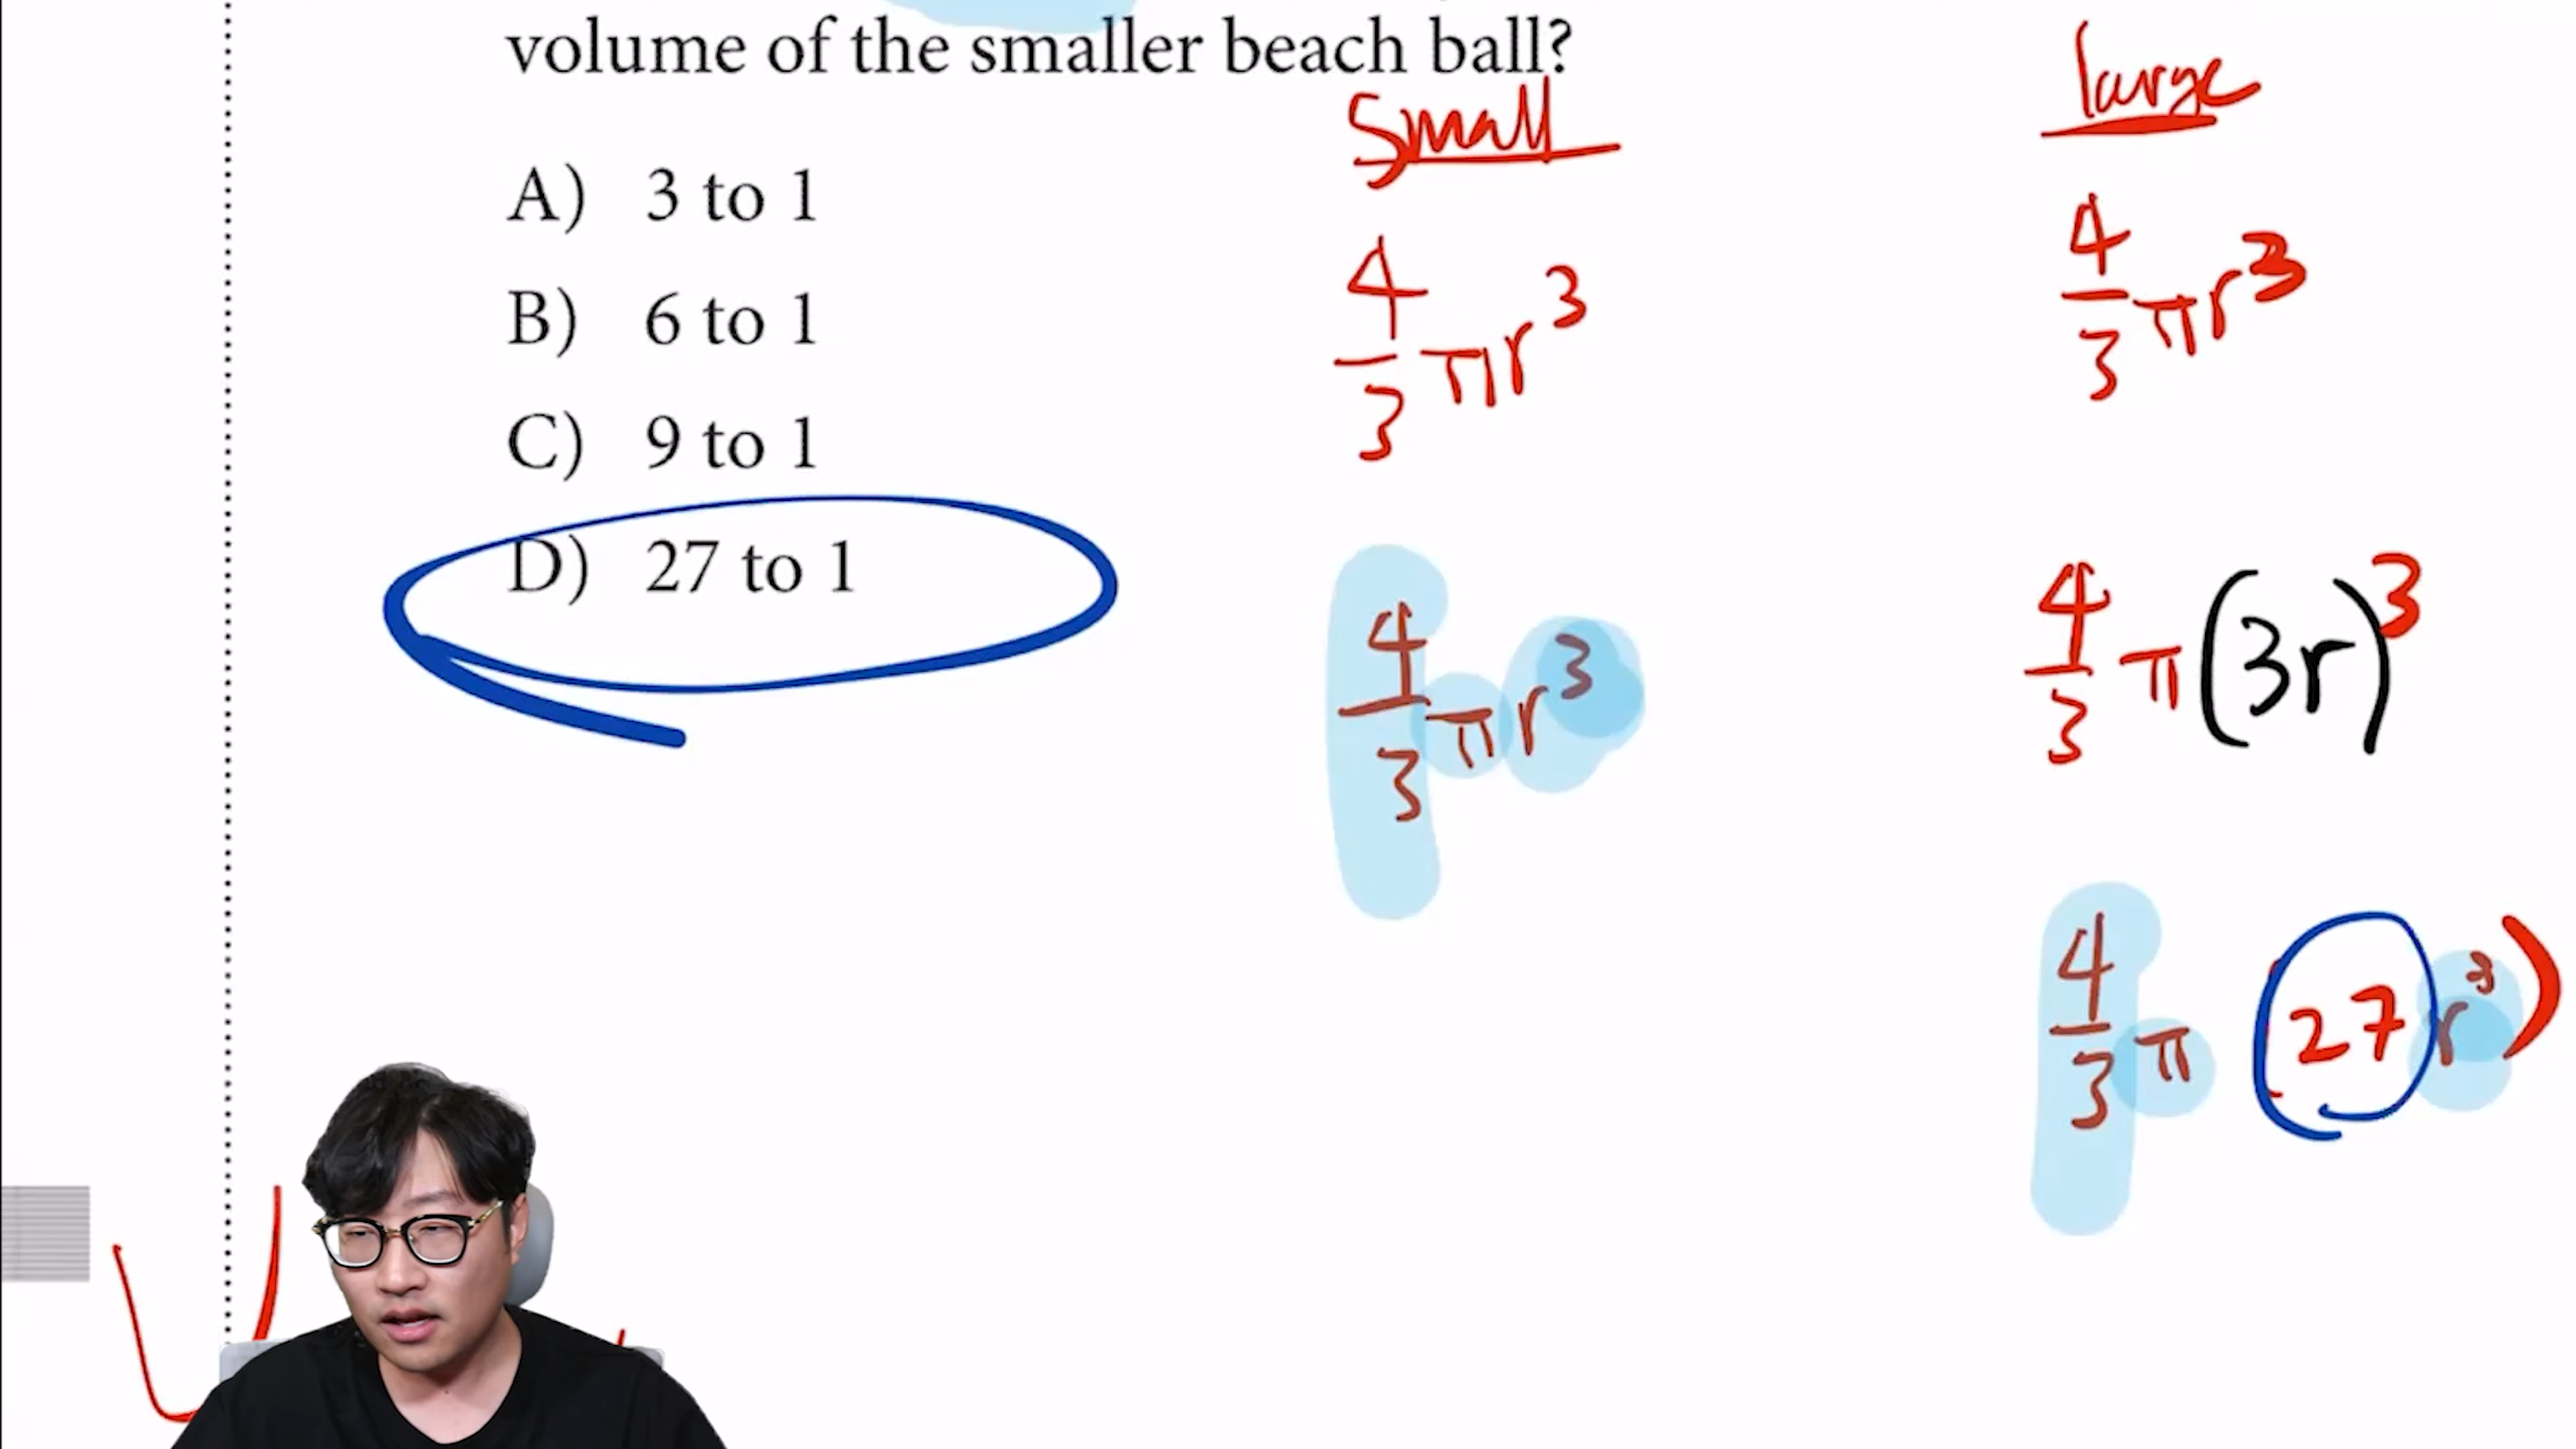 volume of the smaller beach ball?
small
large
A) 3 to 1
B) 6 to 1
C) 9 to 1
D) 27 to 1
4/3 πr³
4/3 πr³
4/3 πr³
4/3 π(3r)³
4/3 π (27r³)